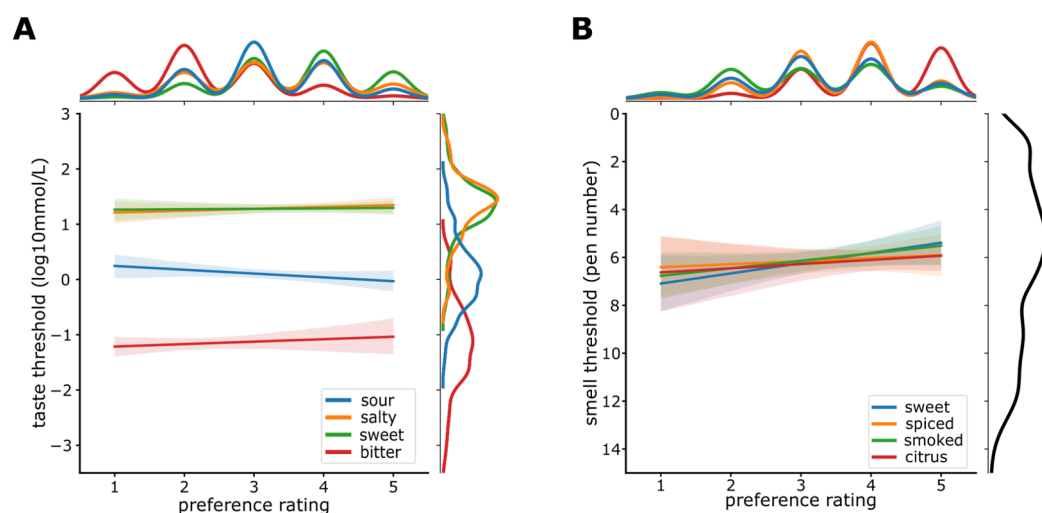 A
3
2
1
0
−1
−2
−3
taste threshold (log10mmol/L)
sour
salty
sweet
bitter
1 2 3 4 5
preference rating
B
0
2
4
6
8
10
12
14
smell threshold (pen number)
sweet
spiced
smoked
citrus
1 2 3 4 5
preference rating